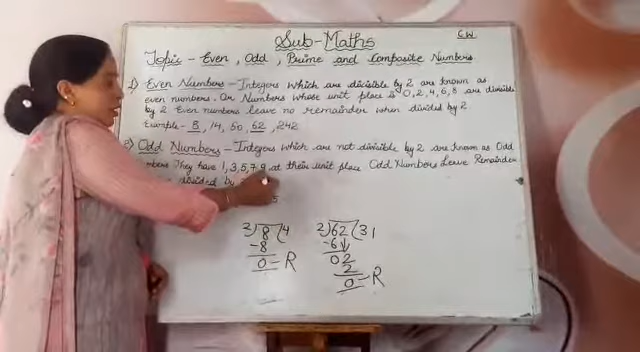 Sub-Maths
CW
Topic - Even, Odd, Prime and Composite Numbers
1) Even Numbers - Integers which are divisible by 2 are known as
even numbers. Or Numbers whose unit place is 0, 2, 4, 6, 8 are divisible
by 2 Even numbers leave no remainder when divided by 2
Example - 8, 14, 50, 62, 242
2) Odd Numbers - Integers which are not divisible by 2 are known as Odd
They have 1, 3, 5, 7, 9 at their unit place Odd Numbers Leave Remainder
divided by
2)8(4
-8
0-R
2)62(31
-6↓
02
2
0-R